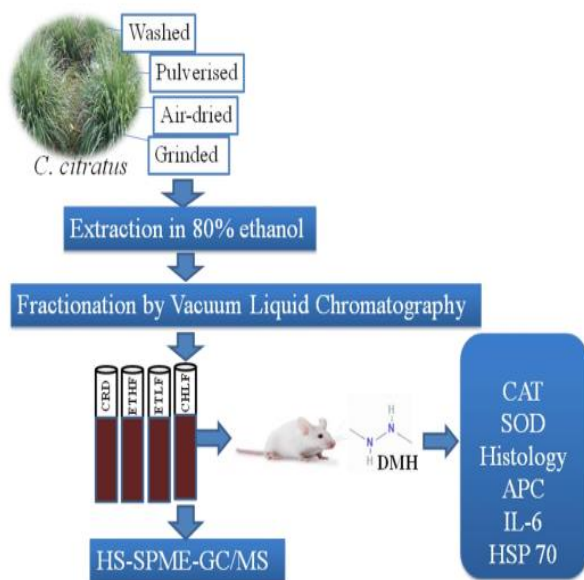 Washed
Pulverised
Air-dried
Grinded
C. citratus
Extraction in 80% ethanol
Fractionation by Vacuum Liquid Chromatography
CRD
ETHF
ETLF
CHLF
H
N
N
H
DMH
CAT
SOD
Histology
APC
IL-6
HSP 70
HS-SPME-GC/MS